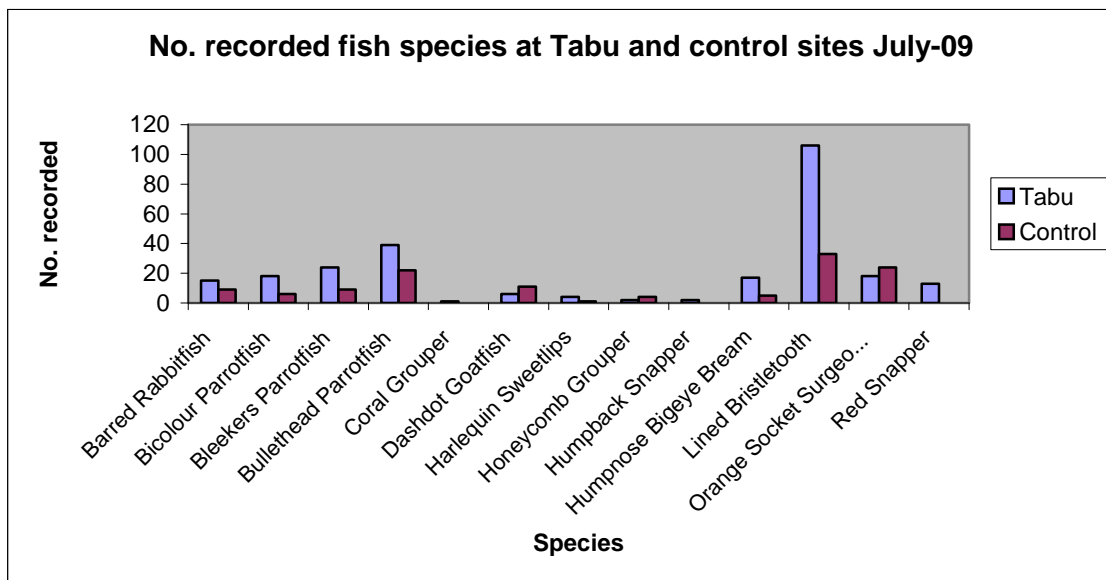 No. recorded fish species at Tabu and control sites July-09
No. recorded
120
100
80
60
40
20
0
Tabu
Control
Barred Rabbitfish
Bicolour Parrotfish
Bleekers Parrotfish
Bullethead Parrotfish
Coral Grouper
Dashdot Goatfish
Harlequin Sweetlips
Honeycomb Grouper
Humpback Snapper
Humpnose Bigeye Bream
Lined Bristletooth
Orange Socket Surgeo...
Red Snapper
Species